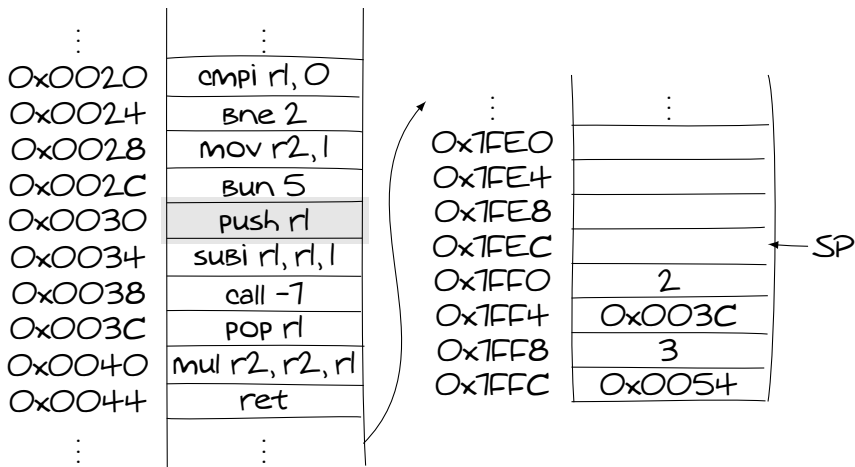 ⋮ ⋮
0x0020 cmpi r1, 0
0x0024 bne 2
0x0028 mov r2, 1
0x002C bun 5
0x0030 push r1
0x0034 subi r1, r1, 1
0x0038 call -7
0x003C pop r1
0x0040 mul r2, r2, r1
0x0044 ret
⋮ ⋮
⋮ ⋮
0x7FE0
0x7FE4
0x7FE8
0x7FEC SP
0x7FF0 2
0x7FF4 0x003C
0x7FF8 3
0x7FFC 0x0054